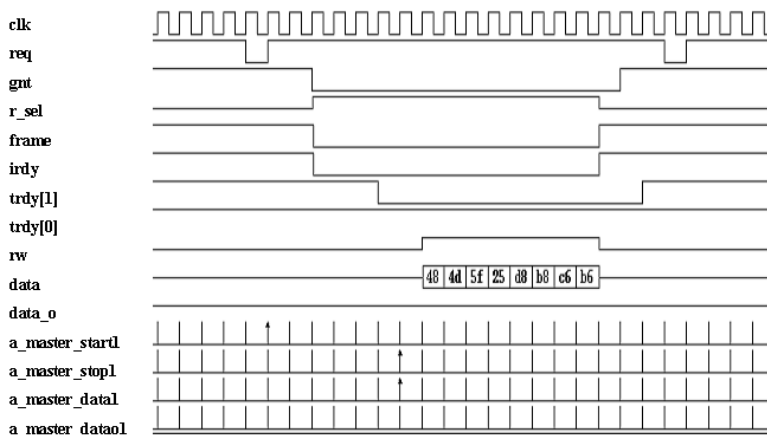 clk
req
gnt
r_sel
frame
irdy
trdy[1]
trdy[0]
rw
data 48 4d 5f 25 d8 b8 c6 b6
data_o
a_master_start1
a_master_stop1
a_master_data1
a_master_datao1